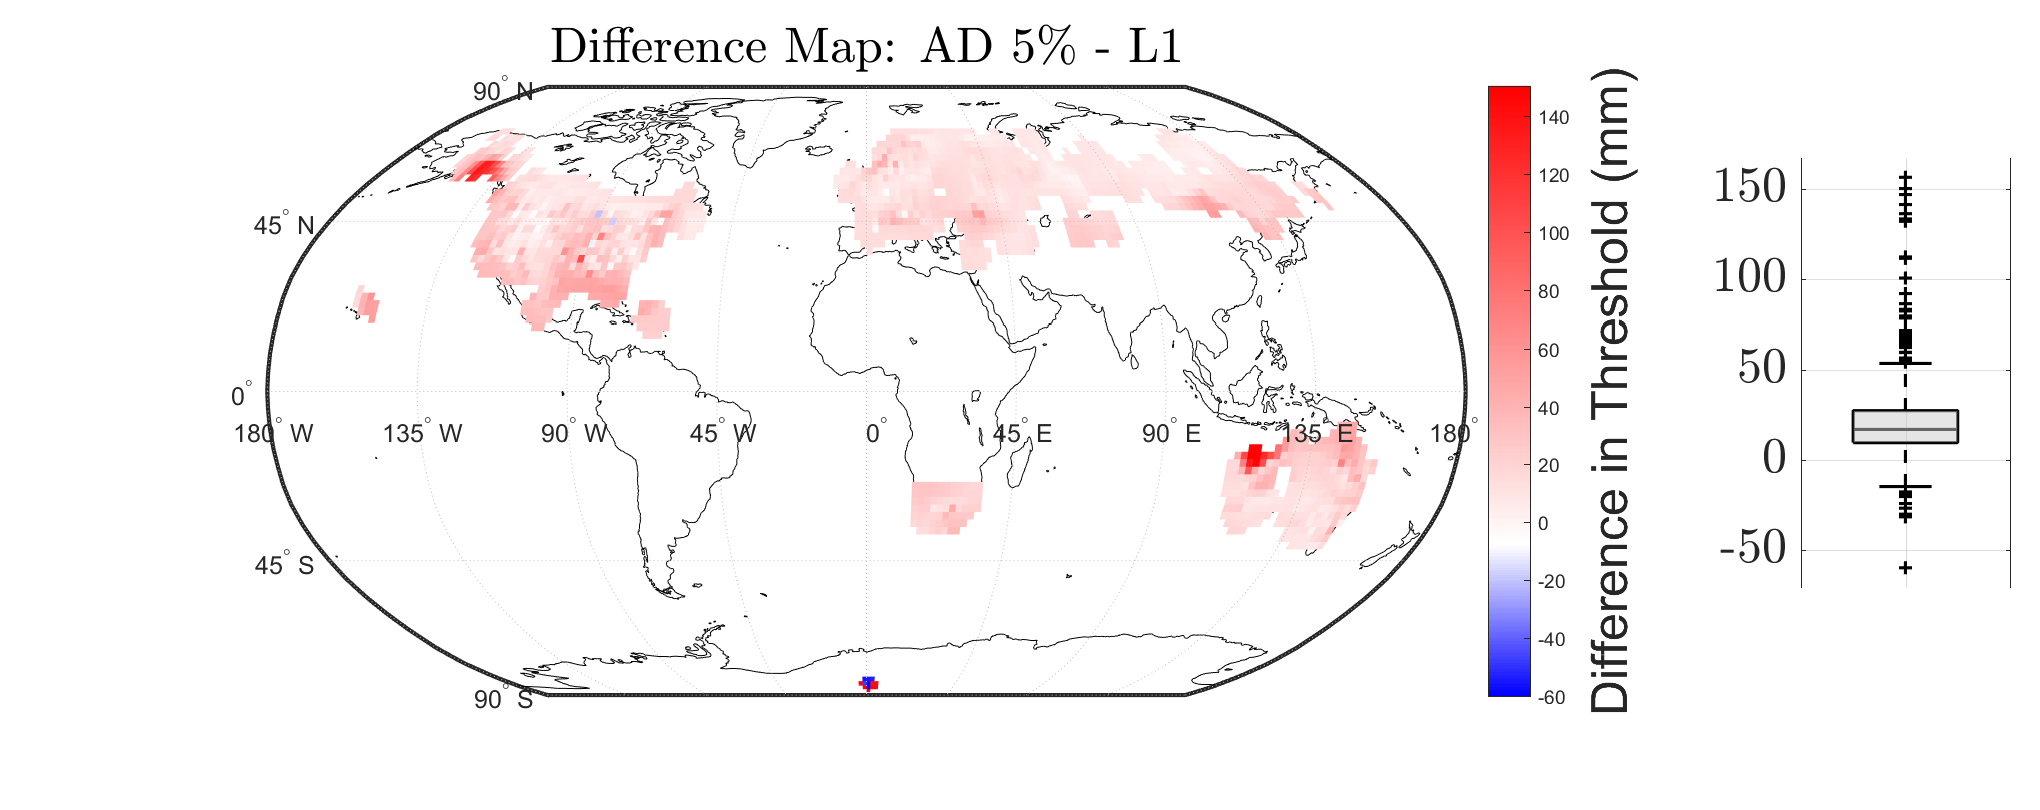 Difference Map: AD 5% - L1
90° N
45° N
0°
180° W
135° W
90° W
45° W
0°
45° E
90° E
135° E
180°
45° S
90° S
140
120
100
80
60
40
20
0
-20
-40
-60
Difference in Threshold (mm)
150
100
50
0
-50